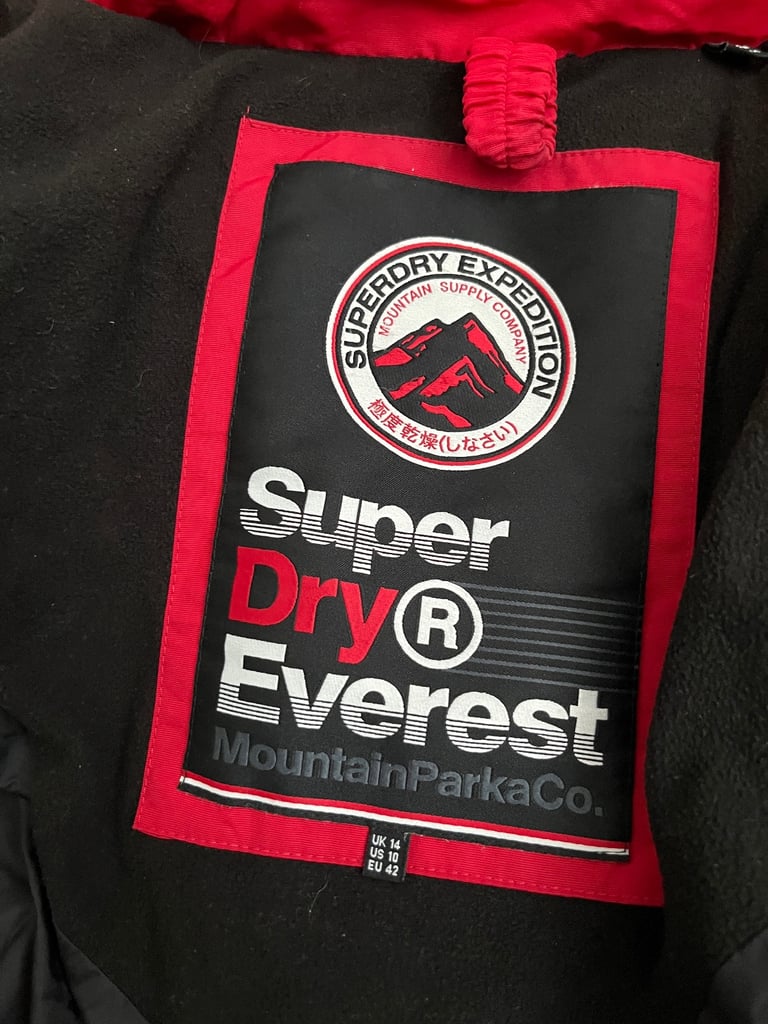 SUPERDRY EXPEDITION
MOUNTAIN SUPPLY COMPANY
極度乾燥(しなさい)
Super
Dry®
Everest
MountainParkaCo.
UK 14
US 10
EU 42